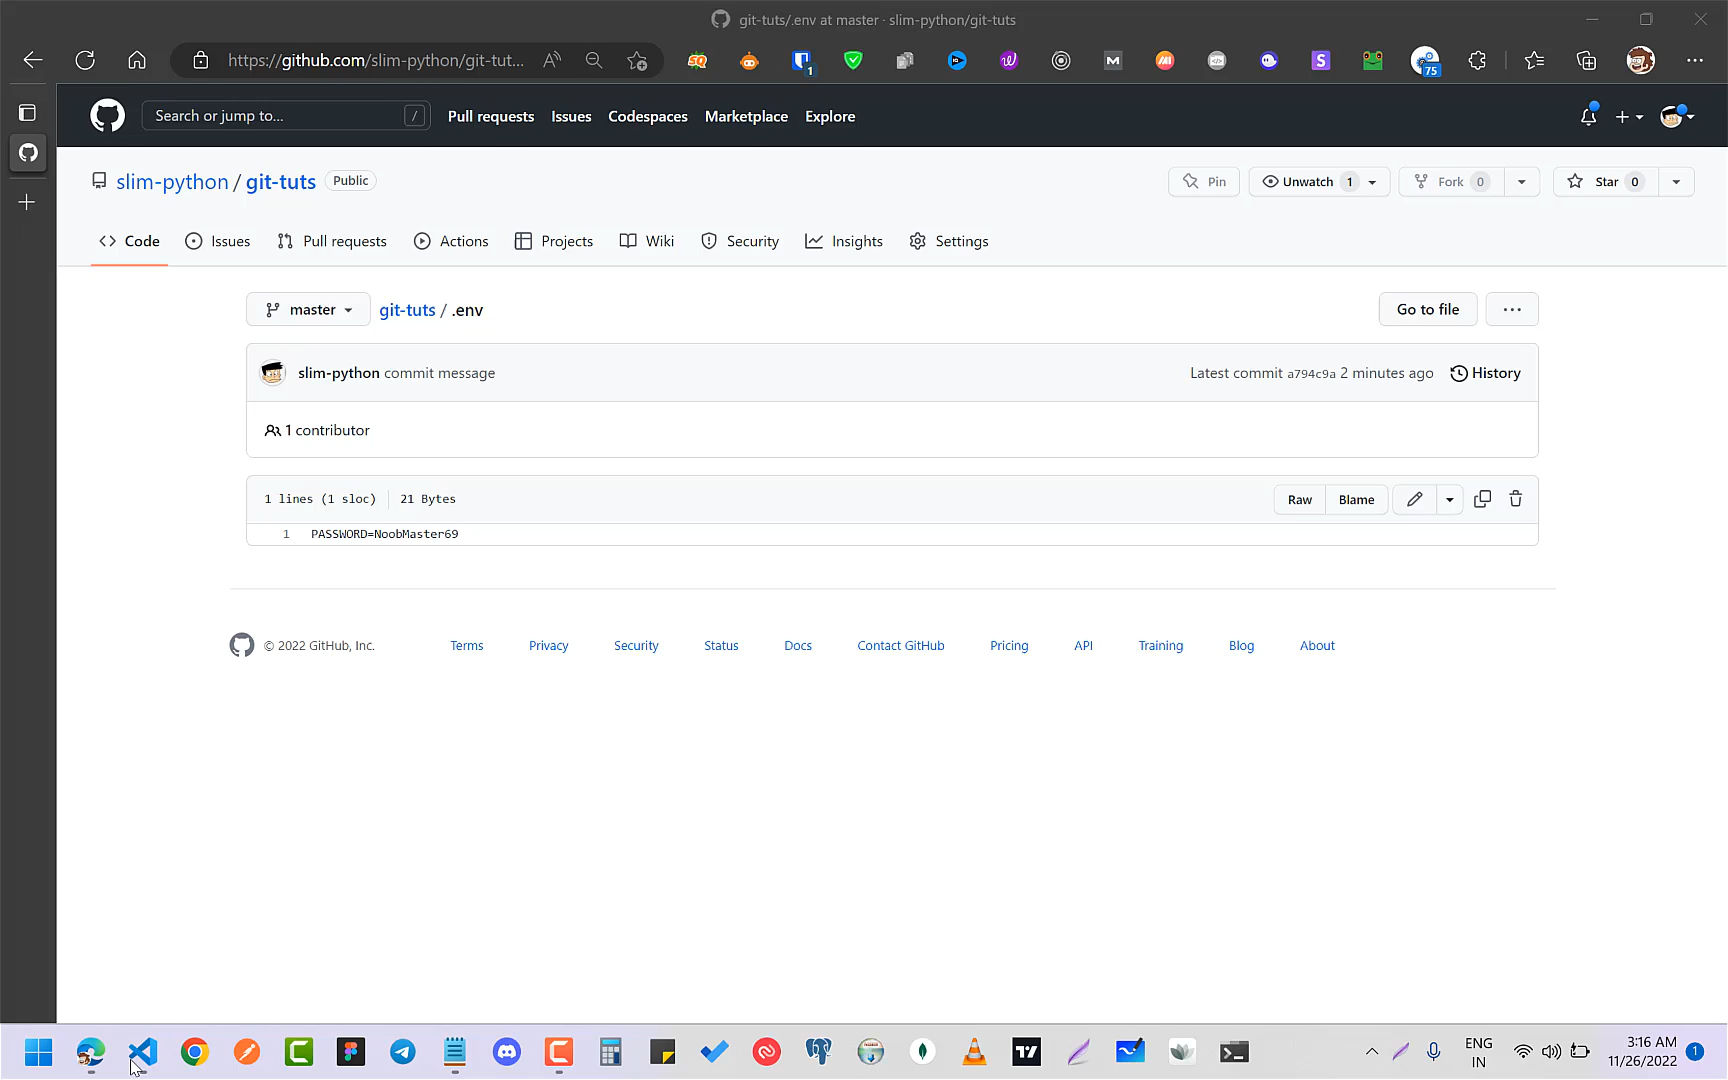 git-tuts/.env at master · slim-python/git-tuts
https://github.com/slim-python/git-tut...
1
75
Search or jump to...
/
Pull requests
Issues
Codespaces
Marketplace
Explore
slim-python / git-tuts
Public
Pin
Unwatch 1
Fork 0
Star 0
Code
Issues
Pull requests
Actions
Projects
Wiki
Security
Insights
Settings
master
git-tuts / .env
Go to file
slim-python commit message
Latest commit a794c9a 2 minutes ago
History
1 contributor
1 lines (1 sloc)
21 Bytes
Raw
Blame
1 PASSWORD=NoobMaster69
© 2022 GitHub, Inc.
Terms
Privacy
Security
Status
Docs
Contact GitHub
Pricing
API
Training
Blog
About
ENG
IN
3:16 AM
11/26/2022
1